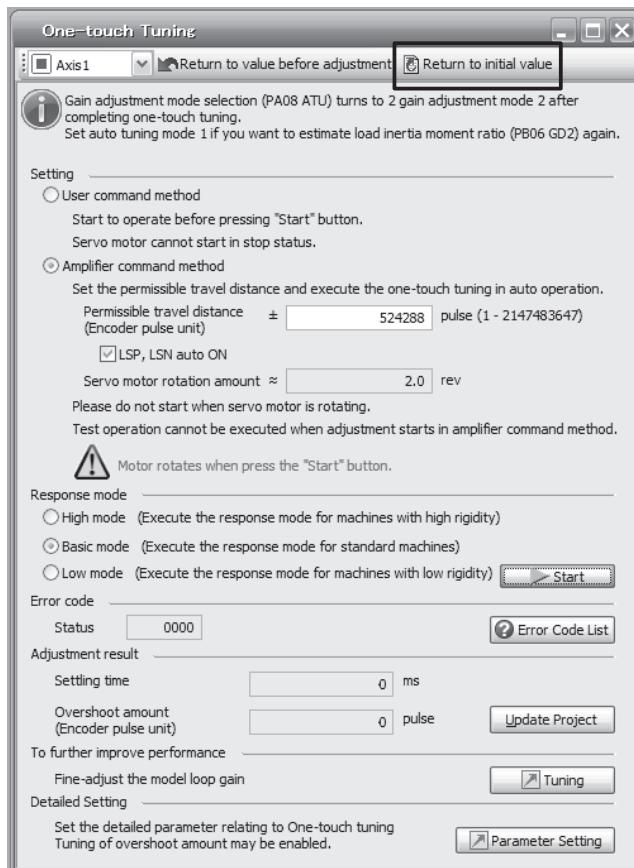 One-touch Tuning
Axis1 Return to value before adjustment Return to initial value
Gain adjustment mode selection (PA08 ATU) turns to 2 gain adjustment mode 2 after
completing one-touch tuning.
Set auto tuning mode 1 if you want to estimate load inertia moment ratio (PB06 GD2) again.
Setting
User command method
Start to operate before pressing "Start" button.
Servo motor cannot start in stop status.
Amplifier command method
Set the permissible travel distance and execute the one-touch tuning in auto operation.
Permissible travel distance ± 524288 pulse (1 - 2147483647)
(Encoder pulse unit)
LSP, LSN auto ON
Servo motor rotation amount ≈ 2.0 rev
Please do not start when servo motor is rotating.
Test operation cannot be executed when adjustment starts in amplifier command method.
Motor rotates when press the "Start" button.
Response mode
High mode (Execute the response mode for machines with high rigidity)
Basic mode (Execute the response mode for standard machines)
Low mode (Execute the response mode for machines with low rigidity) Start
Error code
Status 0000 Error Code List
Adjustment result
Settling time 0 ms
Overshoot amount 0 pulse Update Project
(Encoder pulse unit)
To further improve performance
Fine-adjust the model loop gain Tuning
Detailed Setting
Set the detailed parameter relating to One-touch tuning
Tuning of overshoot amount may be enabled. Parameter Setting